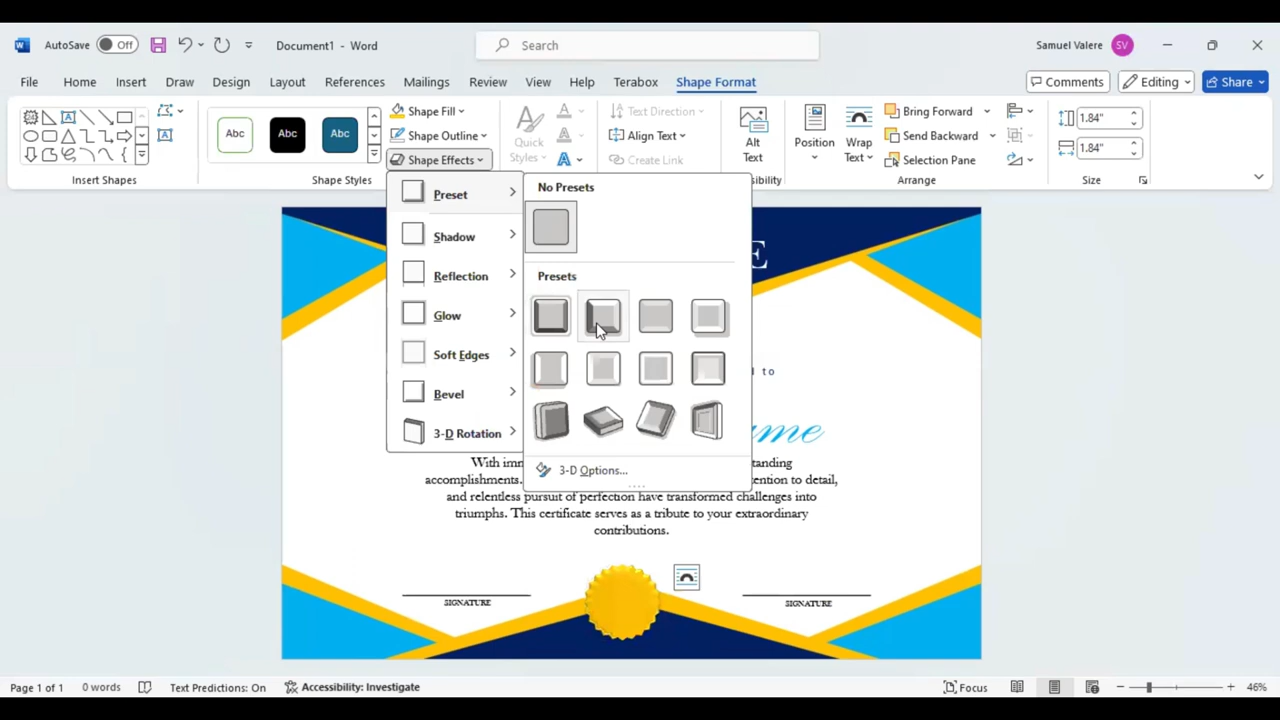 AutoSave Off Document1 - Word Search Samuel Valere SV
File Home Insert Draw Design Layout References Mailings Review View Help Terabox Shape Format Comments Editing Share
Abc Abc Abc
Shape Fill
Shape Outline
Shape Effects
Quick
Styles
Text Direction
Align Text
Create Link
Alt
Text
Position
Wrap
Text
Bring Forward
Send Backward
Selection Pane
1.84"
1.84"
Insert Shapes Shape Styles sibility Arrange Size
Preset
Shadow
Reflection
Glow
Soft Edges
Bevel
3-D Rotation
No Presets
Presets
3-D Options...
E
d to
ame
With imm tstanding
accomplishments. tention to detail,
and relentless pursuit of perfection have transformed challenges into
triumphs. This certificate serves as a tribute to your extraordinary
contributions.
SIGNATURE SIGNATURE
Page 1 of 1 0 words Text Predictions: On Accessibility: Investigate Focus 46%